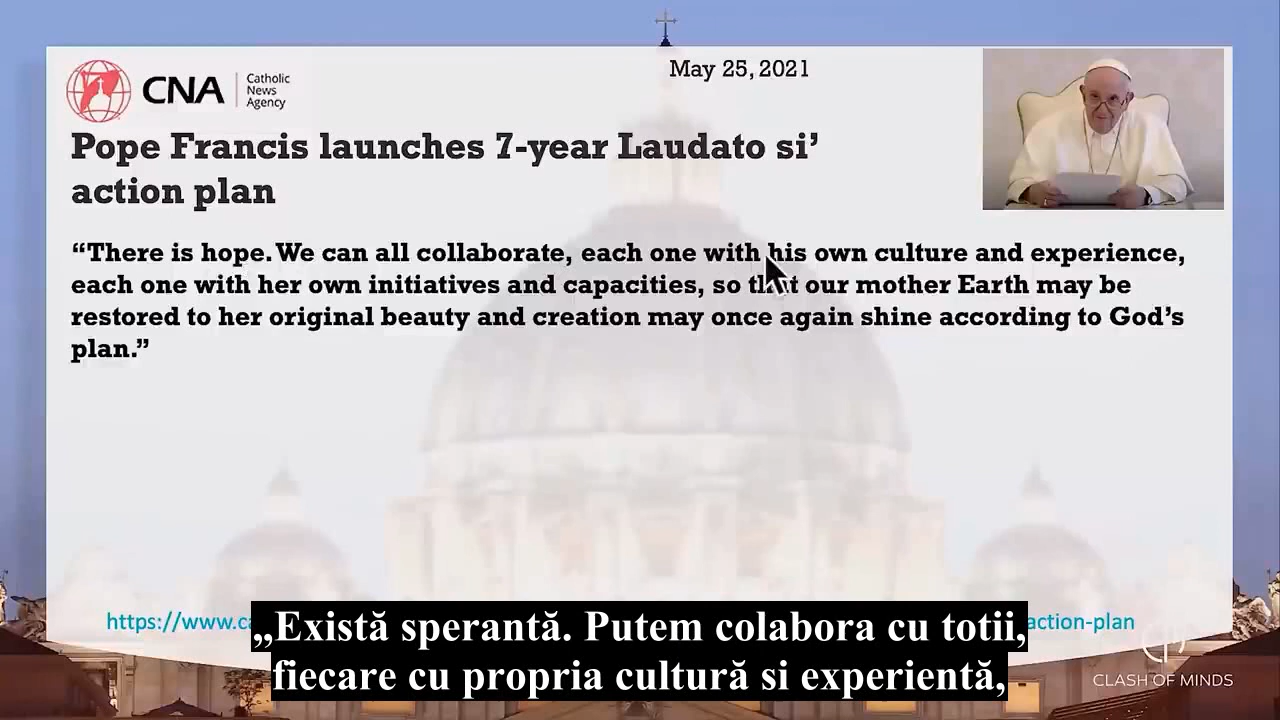 CNA
Catholic
News
Agency
May 25, 2021
Pope Francis launches 7-year Laudato si’
action plan
“There is hope. We can all collaborate, each one with his own culture and experience,
each one with her own initiatives and capacities, so that our mother Earth may be
restored to her original beauty and creation may once again shine according to God’s
plan.”
https://www.c action-plan
„Există sperantă. Putem colabora cu totii,
fiecare cu propria cultură si experientă,
CLASH OF MINDS